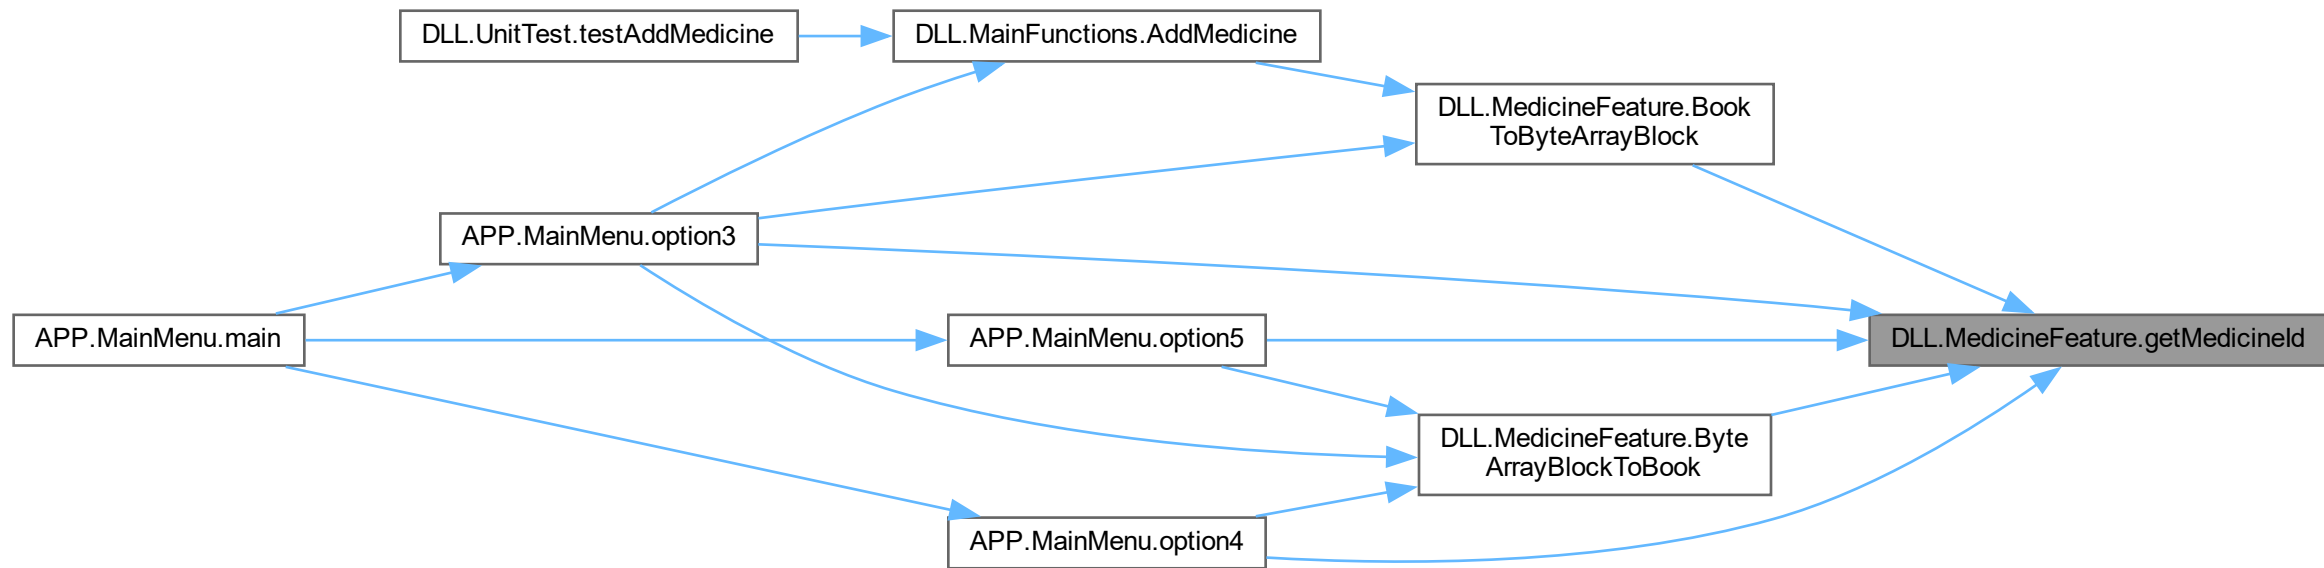 DLL.UnitTest.testAddMedicine
DLL.MainFunctions.AddMedicine
DLL.MedicineFeature.Book
ToByteArrayBlock
APP.MainMenu.option3
APP.MainMenu.main
APP.MainMenu.option5
DLL.MedicineFeature.getMedicineId
DLL.MedicineFeature.Byte
ArrayBlockToBook
APP.MainMenu.option4